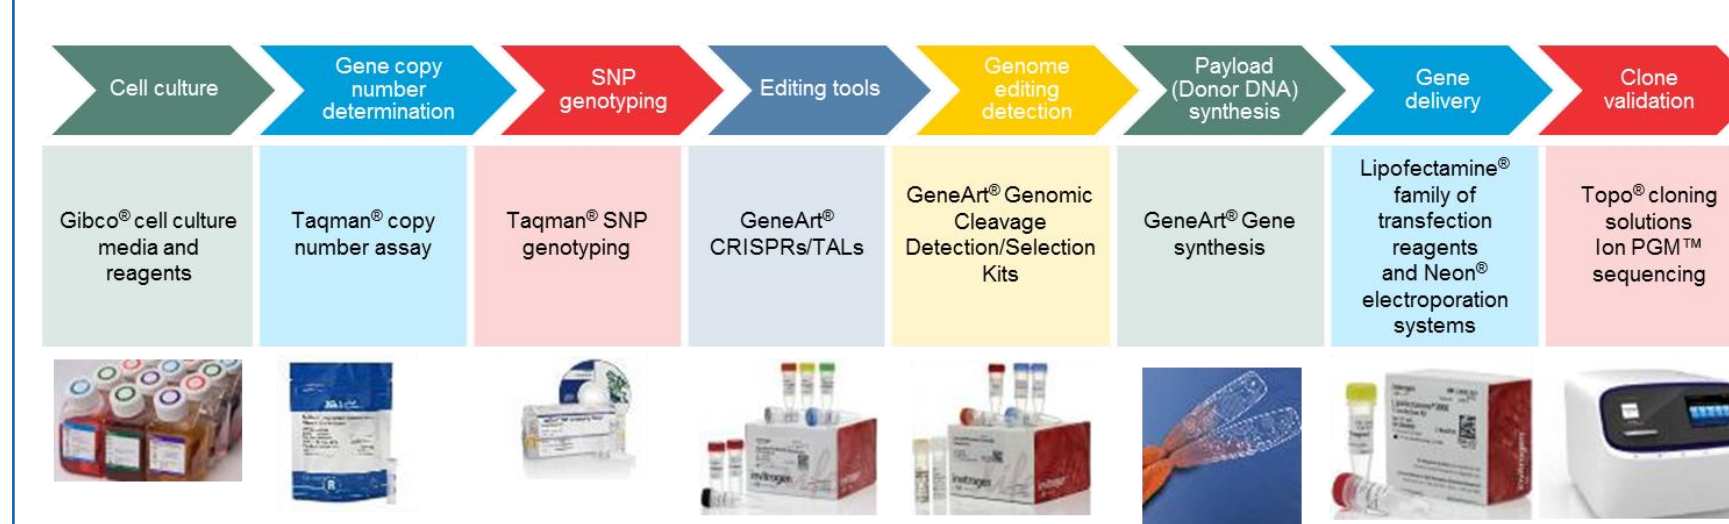 Cell culture
Gene copy
number
determination
SNP
genotyping
Editing tools
Genome
editing
detection
Payload
(Donor DNA)
synthesis
Gene
delivery
Clone
validation
Gibco® cell culture
media and
reagents
Taqman® copy
number assay
Taqman® SNP
genotyping
GeneArt®
CRISPRs/TALs
GeneArt® Genomic
Cleavage
Detection/Selection
Kits
GeneArt® Gene
synthesis
Lipofectamine®
family of
transfection
reagents
and Neon®
electroporation
systems
Topo® cloning
solutions
Ion PGM™
sequencing
invitrogen
invitrogen
invitrogen